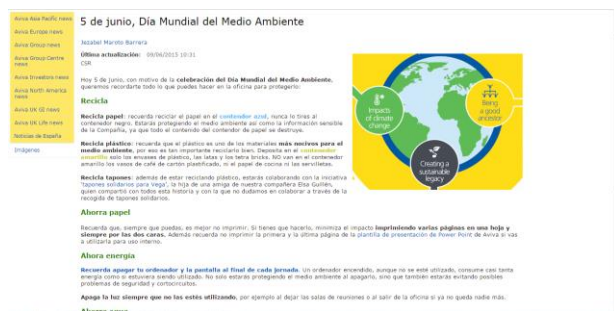 Aviva Asia Pacific news
Aviva Europe news
Aviva Group news
Aviva Group Centre
news
Aviva Investors news
Aviva North America
news
Aviva UK GI news
Aviva UK Life news
Noticias de España
Imágenes
5 de junio, Día Mundial del Medio Ambiente
Jezabel Maroto Barrera
Última actualización: 09/06/2015 10:31
CSR
Hoy 5 de junio, con motivo de la celebración del Día Mundial del Medio Ambiente,
queremos recordarte todo lo que puedes hacer en la oficina para protegerlo:
Recicla
Recicla papel: recuerda reciclar el papel en el contendor azul, nunca lo tires al
contenedor negro. Estarás protegiendo el medio ambiente así como la información sensible
de la Compañía, ya que todo el contenido del contendor de papel se destruye.
Recicla plástico: recuerda que el plástico es uno de los materiales más nocivos para el
medio ambiente, por eso es tan importante reciclarlo bien. Deposita en el contenedor
amarillo solo los envases de plástico, las latas y los tetra bricks. NO van en el contenedor
amarillo los vasos de café de cartón plastificado, ni el papel de cocina ni las servilletas.
Recicla tapones: además de estar reciclando plástico, estarás colaborando con la iniciativa
'tapones solidarios para Vega', la hija de una amiga de nuestra compañera Elsa Guillén,
quien compartió con todos esta historia y con la que no dudamos en colaborar a través de la
recogida de tapones solidarios.
Impacts
of climate
change
Being
a good
ancestor
Creating a
sustainable
legacy
Ahorra papel
Recuerda que, siempre que puedas, es mejor no imprimir. Si tienes que hacerlo, minimiza el impacto imprimiendo varias páginas en una hoja y
siempre por las dos caras. Además recuerda no imprimir la primera y la última página de la plantilla de presentación de Power Point de Aviva si vas
a utilizarla para uso interno.
Ahora energía
Recuerda apagar tu ordenador y la pantalla al final de cada jornada. Un ordenador encendido, aunque no se esté utilizado, consume casi tanta
energía como si estuviera siendo utilizado. No solo estarás protegiendo el medio ambiente al apagarlo, sino que también estarás evitando posibles
problemas de seguridad y cortocircuitos.
Apaga la luz siempre que no las estés utilizando, por ejemplo al dejar las salas de reuniones o al salir de la oficina si ya no queda nadie más.
Ahorra agua